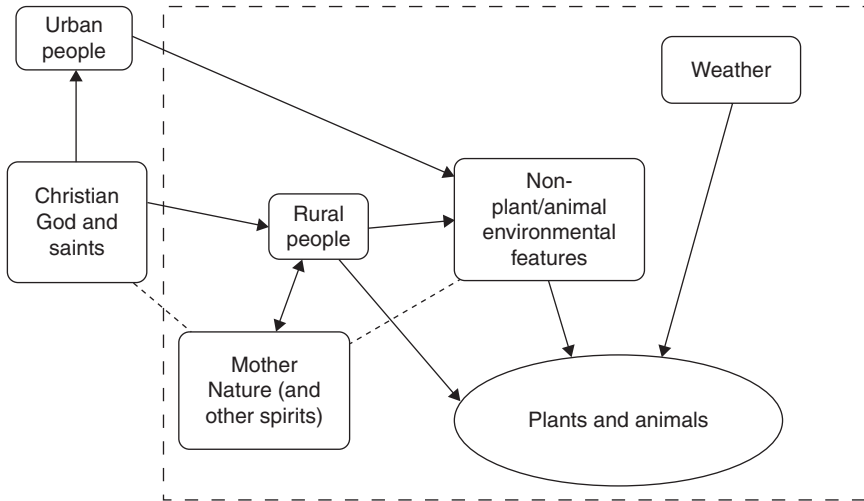 Urban
people
Weather
Christian
God and
saints
Rural
people
Non-
plant/animal
environmental
features
Mother
Nature (and
other spirits)
Plants and animals